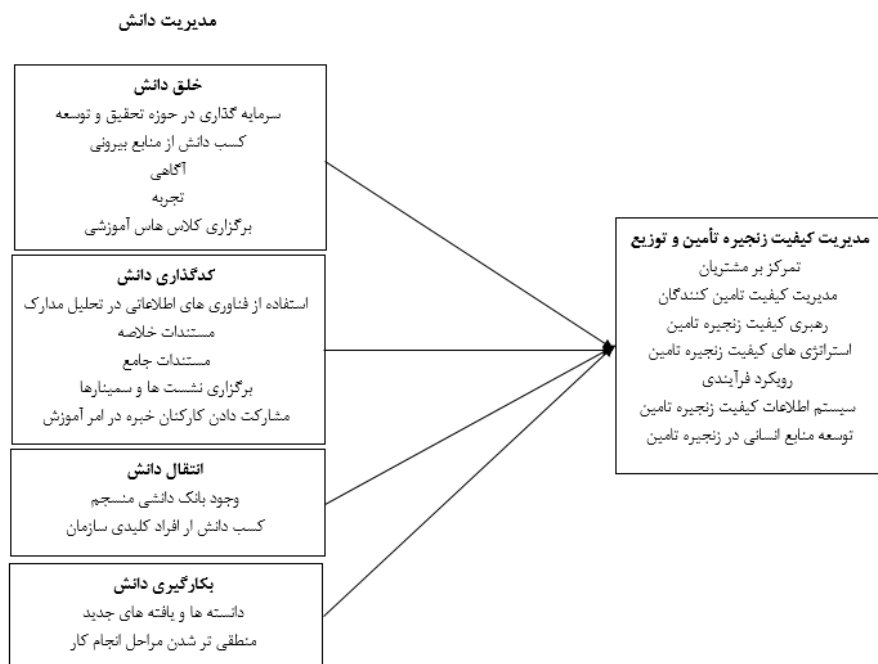 مدیریت دانش
خلق دانش
سرمایه گذاری در حوزه تحقیق و توسعه
کسب دانش از منابع بیرونی
آگاهی
تجربه
برگزاری کلاس هاس آموزشی
کدگذاری دانش
استفاده از فناوری های اطلاعاتی در تحلیل مدارک
مستندات خلاصه
مستندات جامع
برگزاری نشست ها و سمینارها
مشارکت دادن کارکنان خبره در امر آموزش
انتقال دانش
وجود بانک دانشی منسجم
کسب دانش ار افراد کلیدی سازمان
بکارگیری دانش
دانسته ها و یافته های جدید
منطقی تر شدن مراحل انجام کار
مدیریت کیفیت زنجیره تأمین و توزیع
تمرکز بر مشتریان
مدیریت کیفیت تامین کنندگان
رهبری کیفیت زنجیره تامین
استراتژی های کیفیت زنجیره تامین
رویکرد فرآیندی
سیستم اطلاعات کیفیت زنجیره تامین
توسعه منابع انسانی در زنجیره تامین